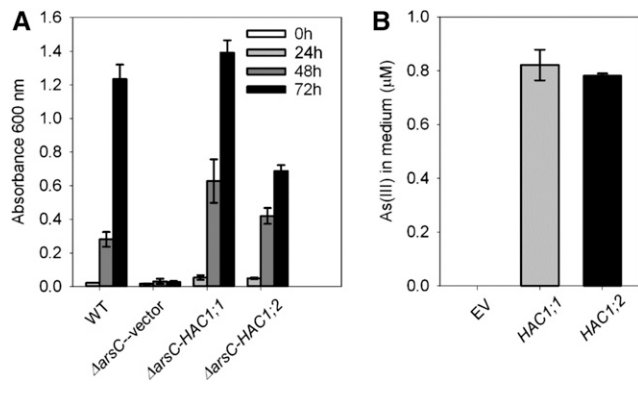 A
Absorbance 600 nm
1.6
1.4
1.2
1.0
0.8
0.6
0.4
0.2
0.0
0h
24h
48h
72h
WT
ΔarsC--vector
ΔarsC-HAC1;1
ΔarsC-HAC1;2
B
As(III) in medium (μM)
1.0
0.8
0.6
0.4
0.2
0.0
EV
HAC1;1
HAC1;2